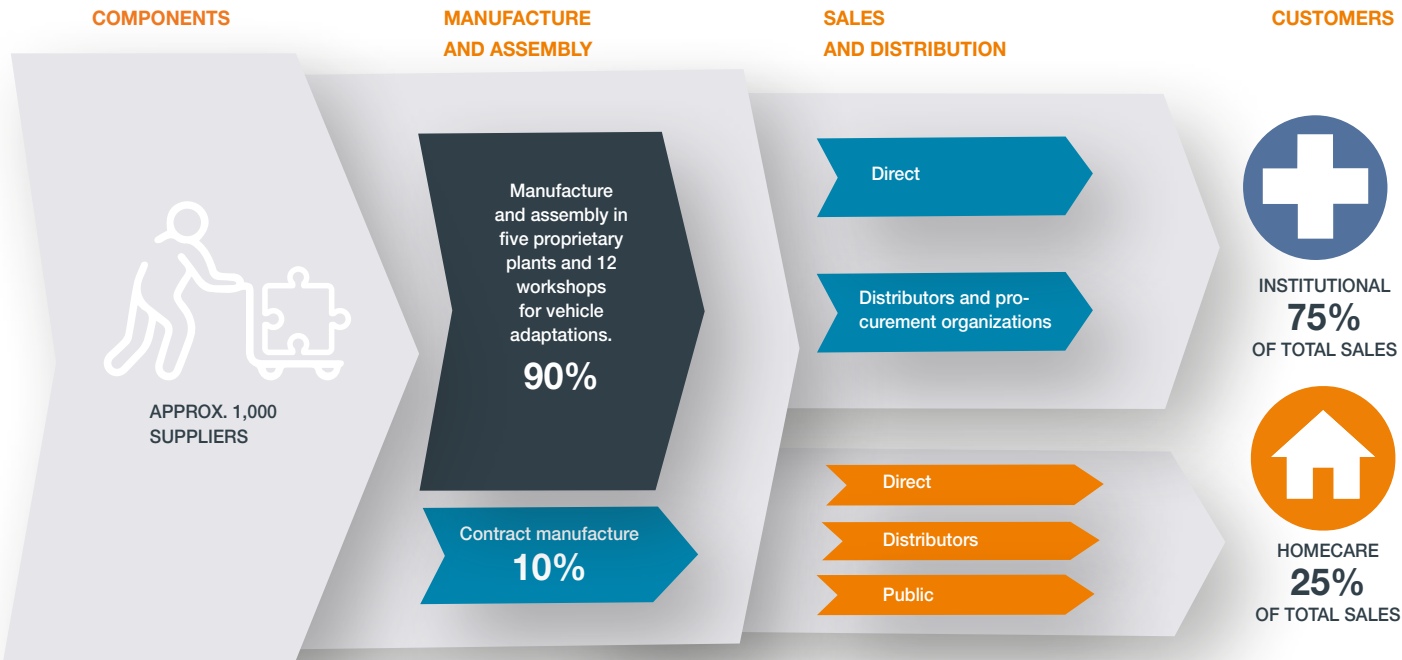 COMPONENTS
MANUFACTURE
AND ASSEMBLY
SALES
AND DISTRIBUTION
CUSTOMERS
APPROX. 1,000
SUPPLIERS
Manufacture
and assembly in
five proprietary
plants and 12
workshops
for vehicle
adaptations.
90%
Contract manufacture
10%
Direct
Distributors and pro-
curement organizations
Direct
Distributors
Public
INSTITUTIONAL
75%
OF TOTAL SALES
HOMECARE
25%
OF TOTAL SALES